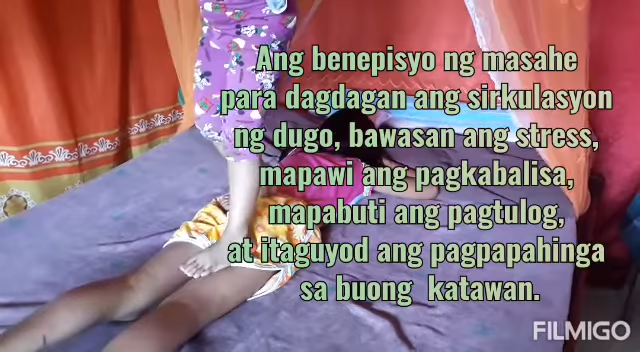 Ang benepisyo ng masahe
para dagdagan ang sirkulasyon
ng dugo, bawasan ang stress,
mapawi ang pagkabalisa,
mapabuti ang pagtulog,
at itaguyod ang pagpapahinga
sa buong katawan.
FILMIGO